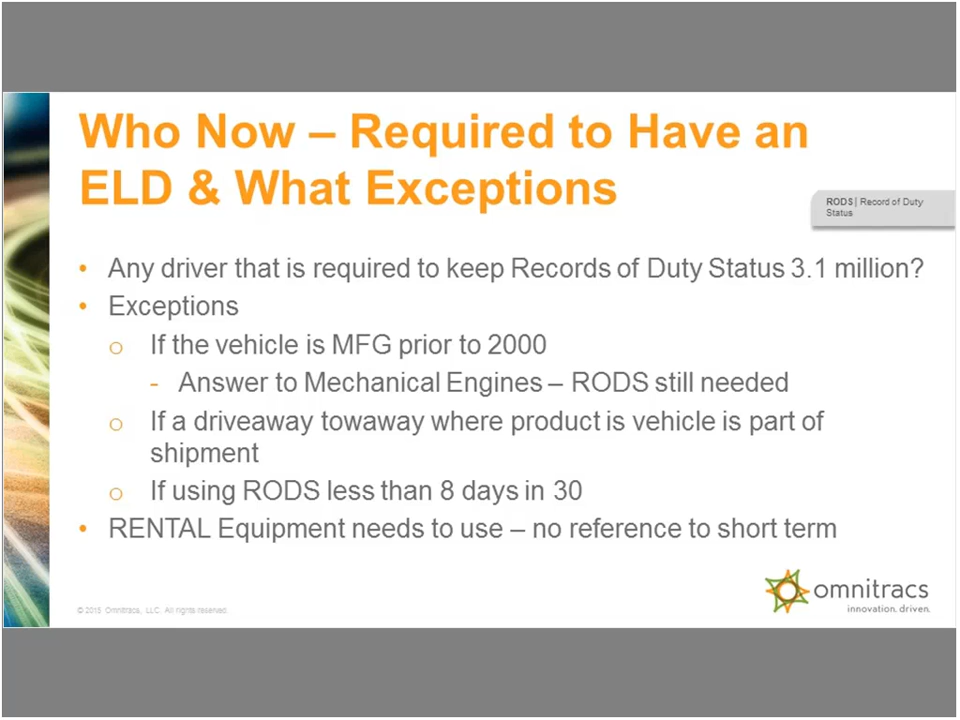 Who Now – Required to Have an
ELD & What Exceptions
RODS| Record of Duty
Status
• Any driver that is required to keep Records of Duty Status 3.1 million?
• Exceptions
o If the vehicle is MFG prior to 2000
- Answer to Mechanical Engines – RODS still needed
o If a driveaway towaway where product is vehicle is part of
shipment
o If using RODS less than 8 days in 30
• RENTAL Equipment needs to use – no reference to short term
© 2015 Omnitracs, LLC. All rights reserved.
omnitracs
innovation. driven.